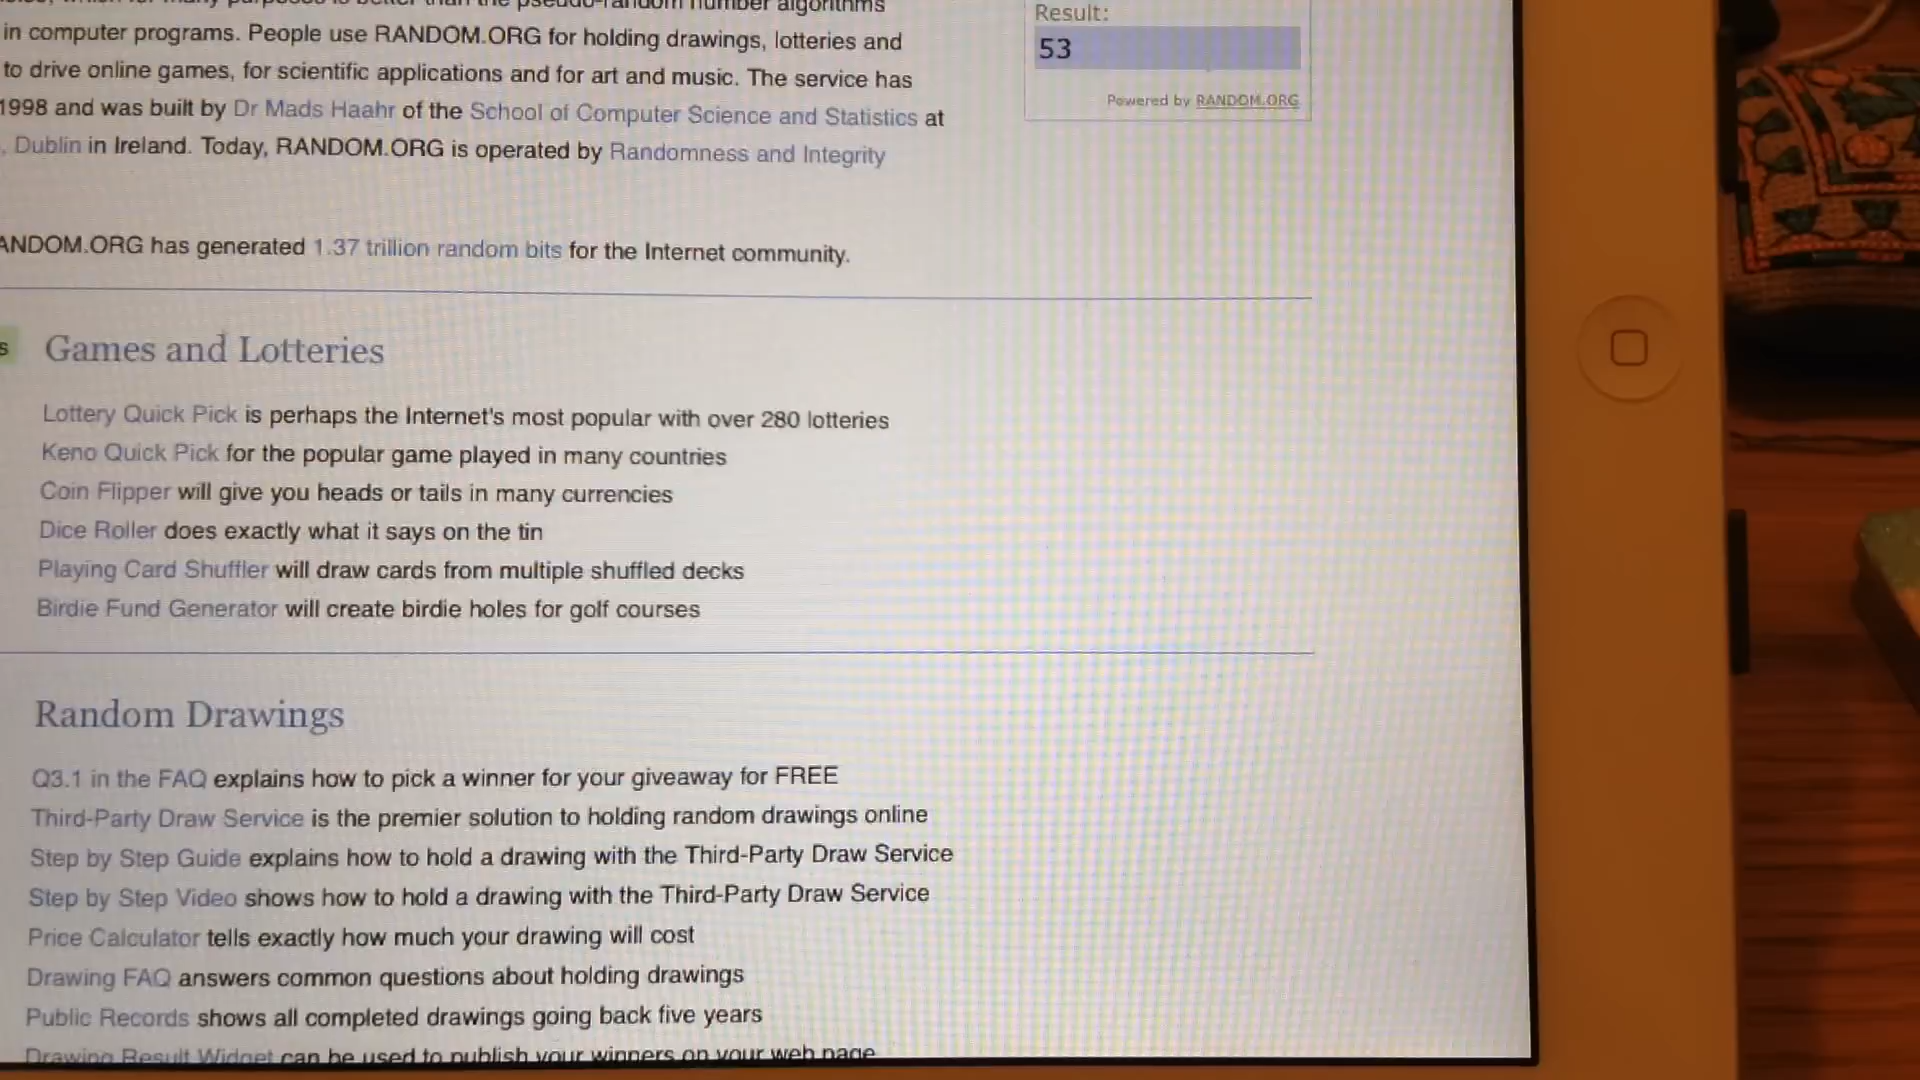 pseudo-random number algorithms
in computer programs. People use RANDOM.ORG for holding drawings, lotteries and
to drive online games, for scientific applications and for art and music. The service has
1998 and was built by Dr Mads Haahr of the School of Computer Science and Statistics at
, Dublin in Ireland. Today, RANDOM.ORG is operated by Randomness and Integrity
Result:
53
Powered by RANDOM.ORG
ANDOM.ORG has generated 1.37 trillion random bits for the Internet community.
s
Games and Lotteries
Lottery Quick Pick is perhaps the Internet's most popular with over 280 lotteries
Keno Quick Pick for the popular game played in many countries
Coin Flipper will give you heads or tails in many currencies
Dice Roller does exactly what it says on the tin
Playing Card Shuffler will draw cards from multiple shuffled decks
Birdie Fund Generator will create birdie holes for golf courses
Random Drawings
Q3.1 in the FAQ explains how to pick a winner for your giveaway for FREE
Third-Party Draw Service is the premier solution to holding random drawings online
Step by Step Guide explains how to hold a drawing with the Third-Party Draw Service
Step by Step Video shows how to hold a drawing with the Third-Party Draw Service
Price Calculator tells exactly how much your drawing will cost
Drawing FAQ answers common questions about holding drawings
Public Records shows all completed drawings going back five years
Drawing Result Widget can be used to publish your winners on your web page